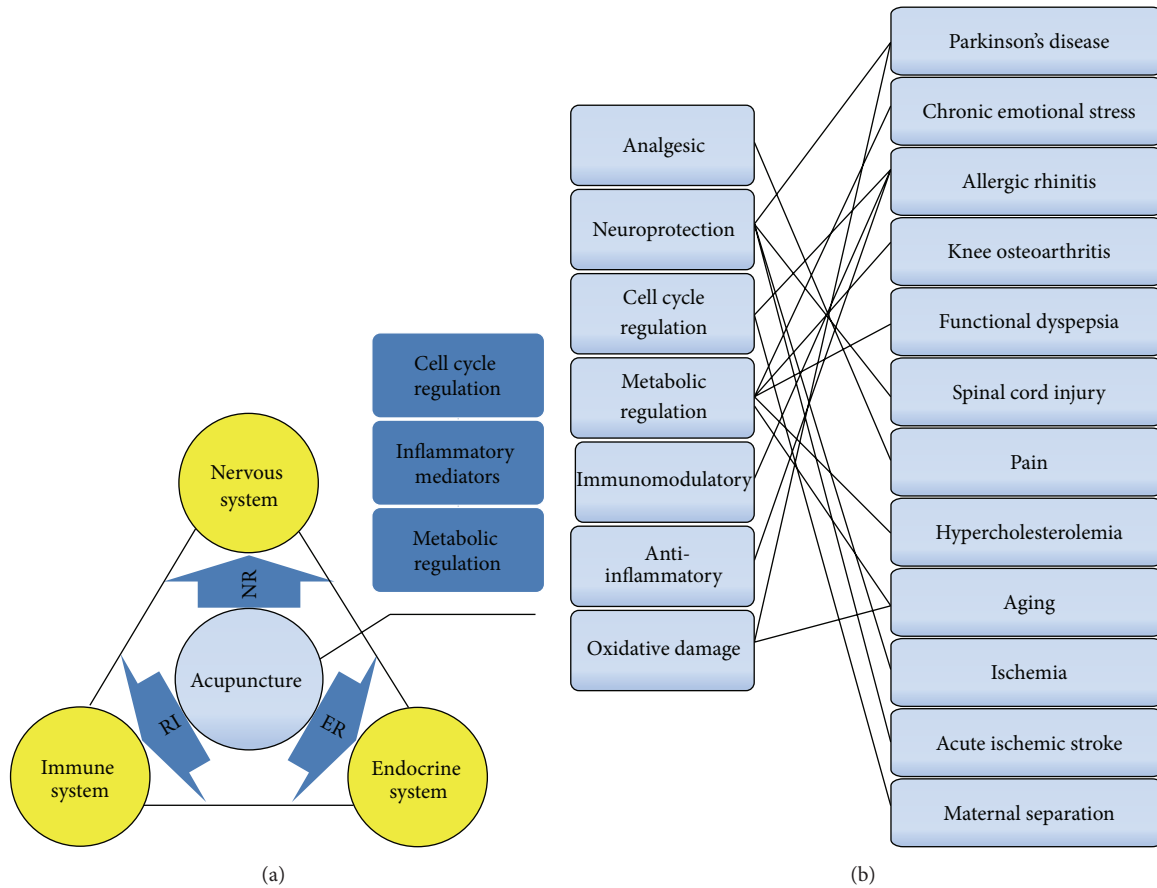 Nervous
system
NR
Acupuncture
RI
ER
Immune
system
Endocrine
system
Cell cycle
regulation
Inflammatory
mediators
Metabolic
regulation
(a)
Analgesic
Neuroprotection
Cell cycle
regulation
Metabolic
regulation
Immunomodulatory
Anti-
inflammatory
Oxidative damage
Parkinson’s disease
Chronic emotional stress
Allergic rhinitis
Knee osteoarthritis
Functional dyspepsia
Spinal cord injury
Pain
Hypercholesterolemia
Aging
Ischemia
Acute ischemic stroke
Maternal separation
(b)